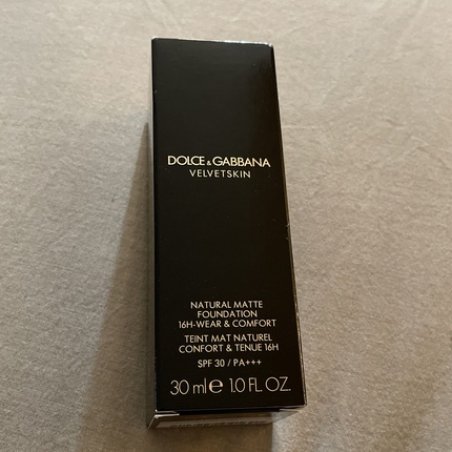 DOLCE & GABBANA
VELVETSKIN
NATURAL MATTE
FOUNDATION
16H-WEAR & COMFORT
TEINT MAT NATUREL
CONFORT & TENUE 16H
SPF 30 / PA+++
30 ml ℮ 1.0 FL. OZ.